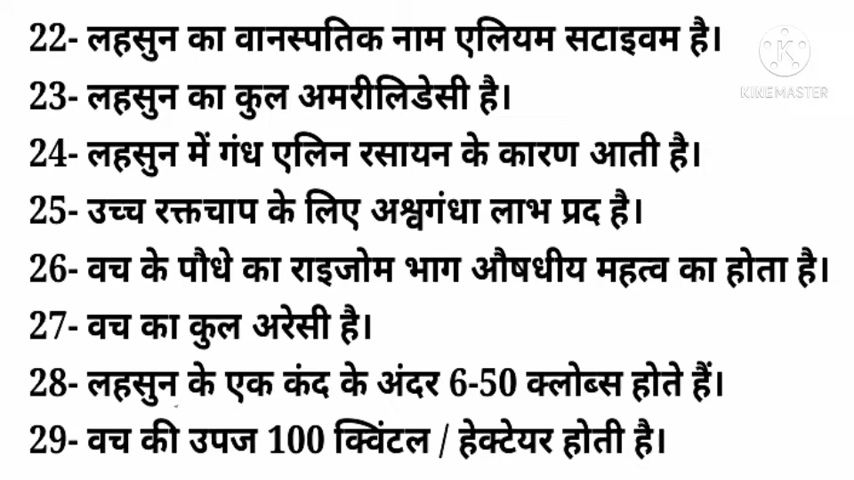 22- लहसुन का वानस्पतिक नाम एलियम सटाइवम है।
KINEMASTER
23- लहसुन का कुल अमरीलिडेसी है।
24- लहसुन में गंध एलिन रसायन के कारण आती है।
25- उच्च रक्तचाप के लिए अश्वगंधा लाभ प्रद है।
26- वच के पौधे का राइजोम भाग औषधीय महत्व का होता है।
27- वच का कुल अरेसी है।
28- लहसुन के एक कंद के अंदर 6-50 क्लोब्स होते हैं।
29- वच की उपज 100 क्विंटल / हेक्टेयर होती है।